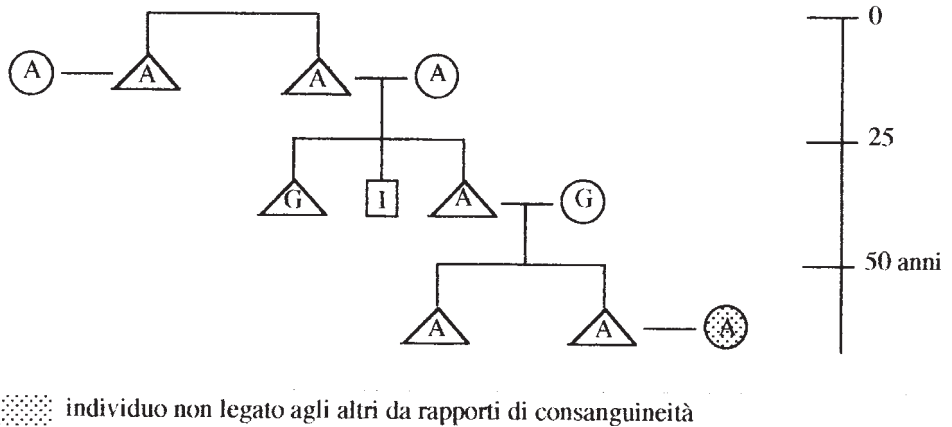 0
A A A A
25
G I A G
50 anni
A A A
individuo non legato agli altri da rapporti di consanguineità